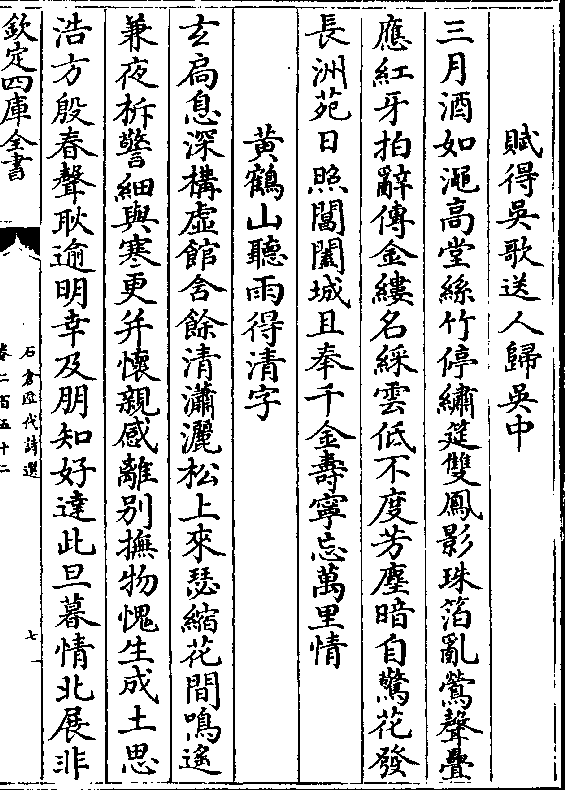 賦得吳歌送人歸吳中
三月酒如澠高堂絲竹停繡筵雙鳳影珠箔亂鶯聲疊
應紅牙拍辭傳金縷名綵雲低不度芳塵暗自驚花發
長洲苑日照闔閭城且奉千金壽寧忘萬里情
黄鶴山聽雨得清字
玄扃息深構虛館含餘清瀟灑松上來瑟縮花間鳴遙
兼夜柝警細與寒更并懷親感離别撫物愧生成土思
浩方殷春聲耿逾明幸及朋知好達此旦暮情北展非
欽定四庫全書
石倉歷代詩選
卷二百五十二
七